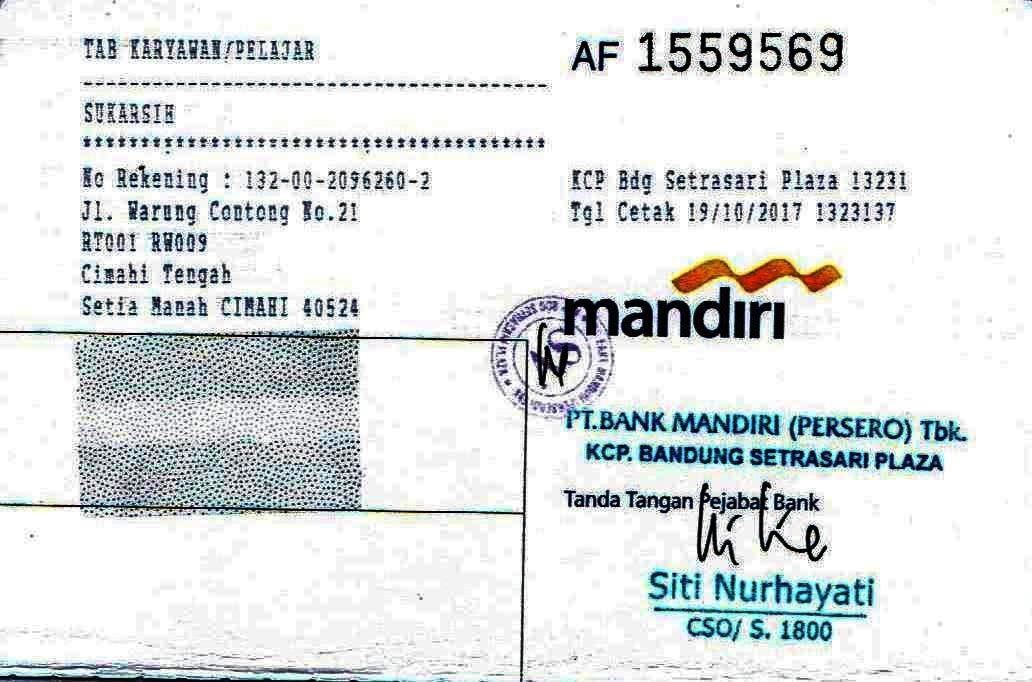 TAB KARYAWAN/PELAJAR
AF 1559569
SUKARSIH
No Rekening : 132-00-2096260-2
Jl. Warung Contong No.21
RT001 RW009
Cimahi Tengah
Setia Manah CIMAHI 40524
KCP Bdg Setrasari Plaza 13231
Tgl Cetak 19/10/2017 1323137
mandiri
PT.BANK MANDIRI (PERSERO) Tbk.
KCP. BANDUNG SETRASARI PLAZA
Tanda Tangan Pejabat Bank
Siti Nurhayati
CSO/ S. 1800